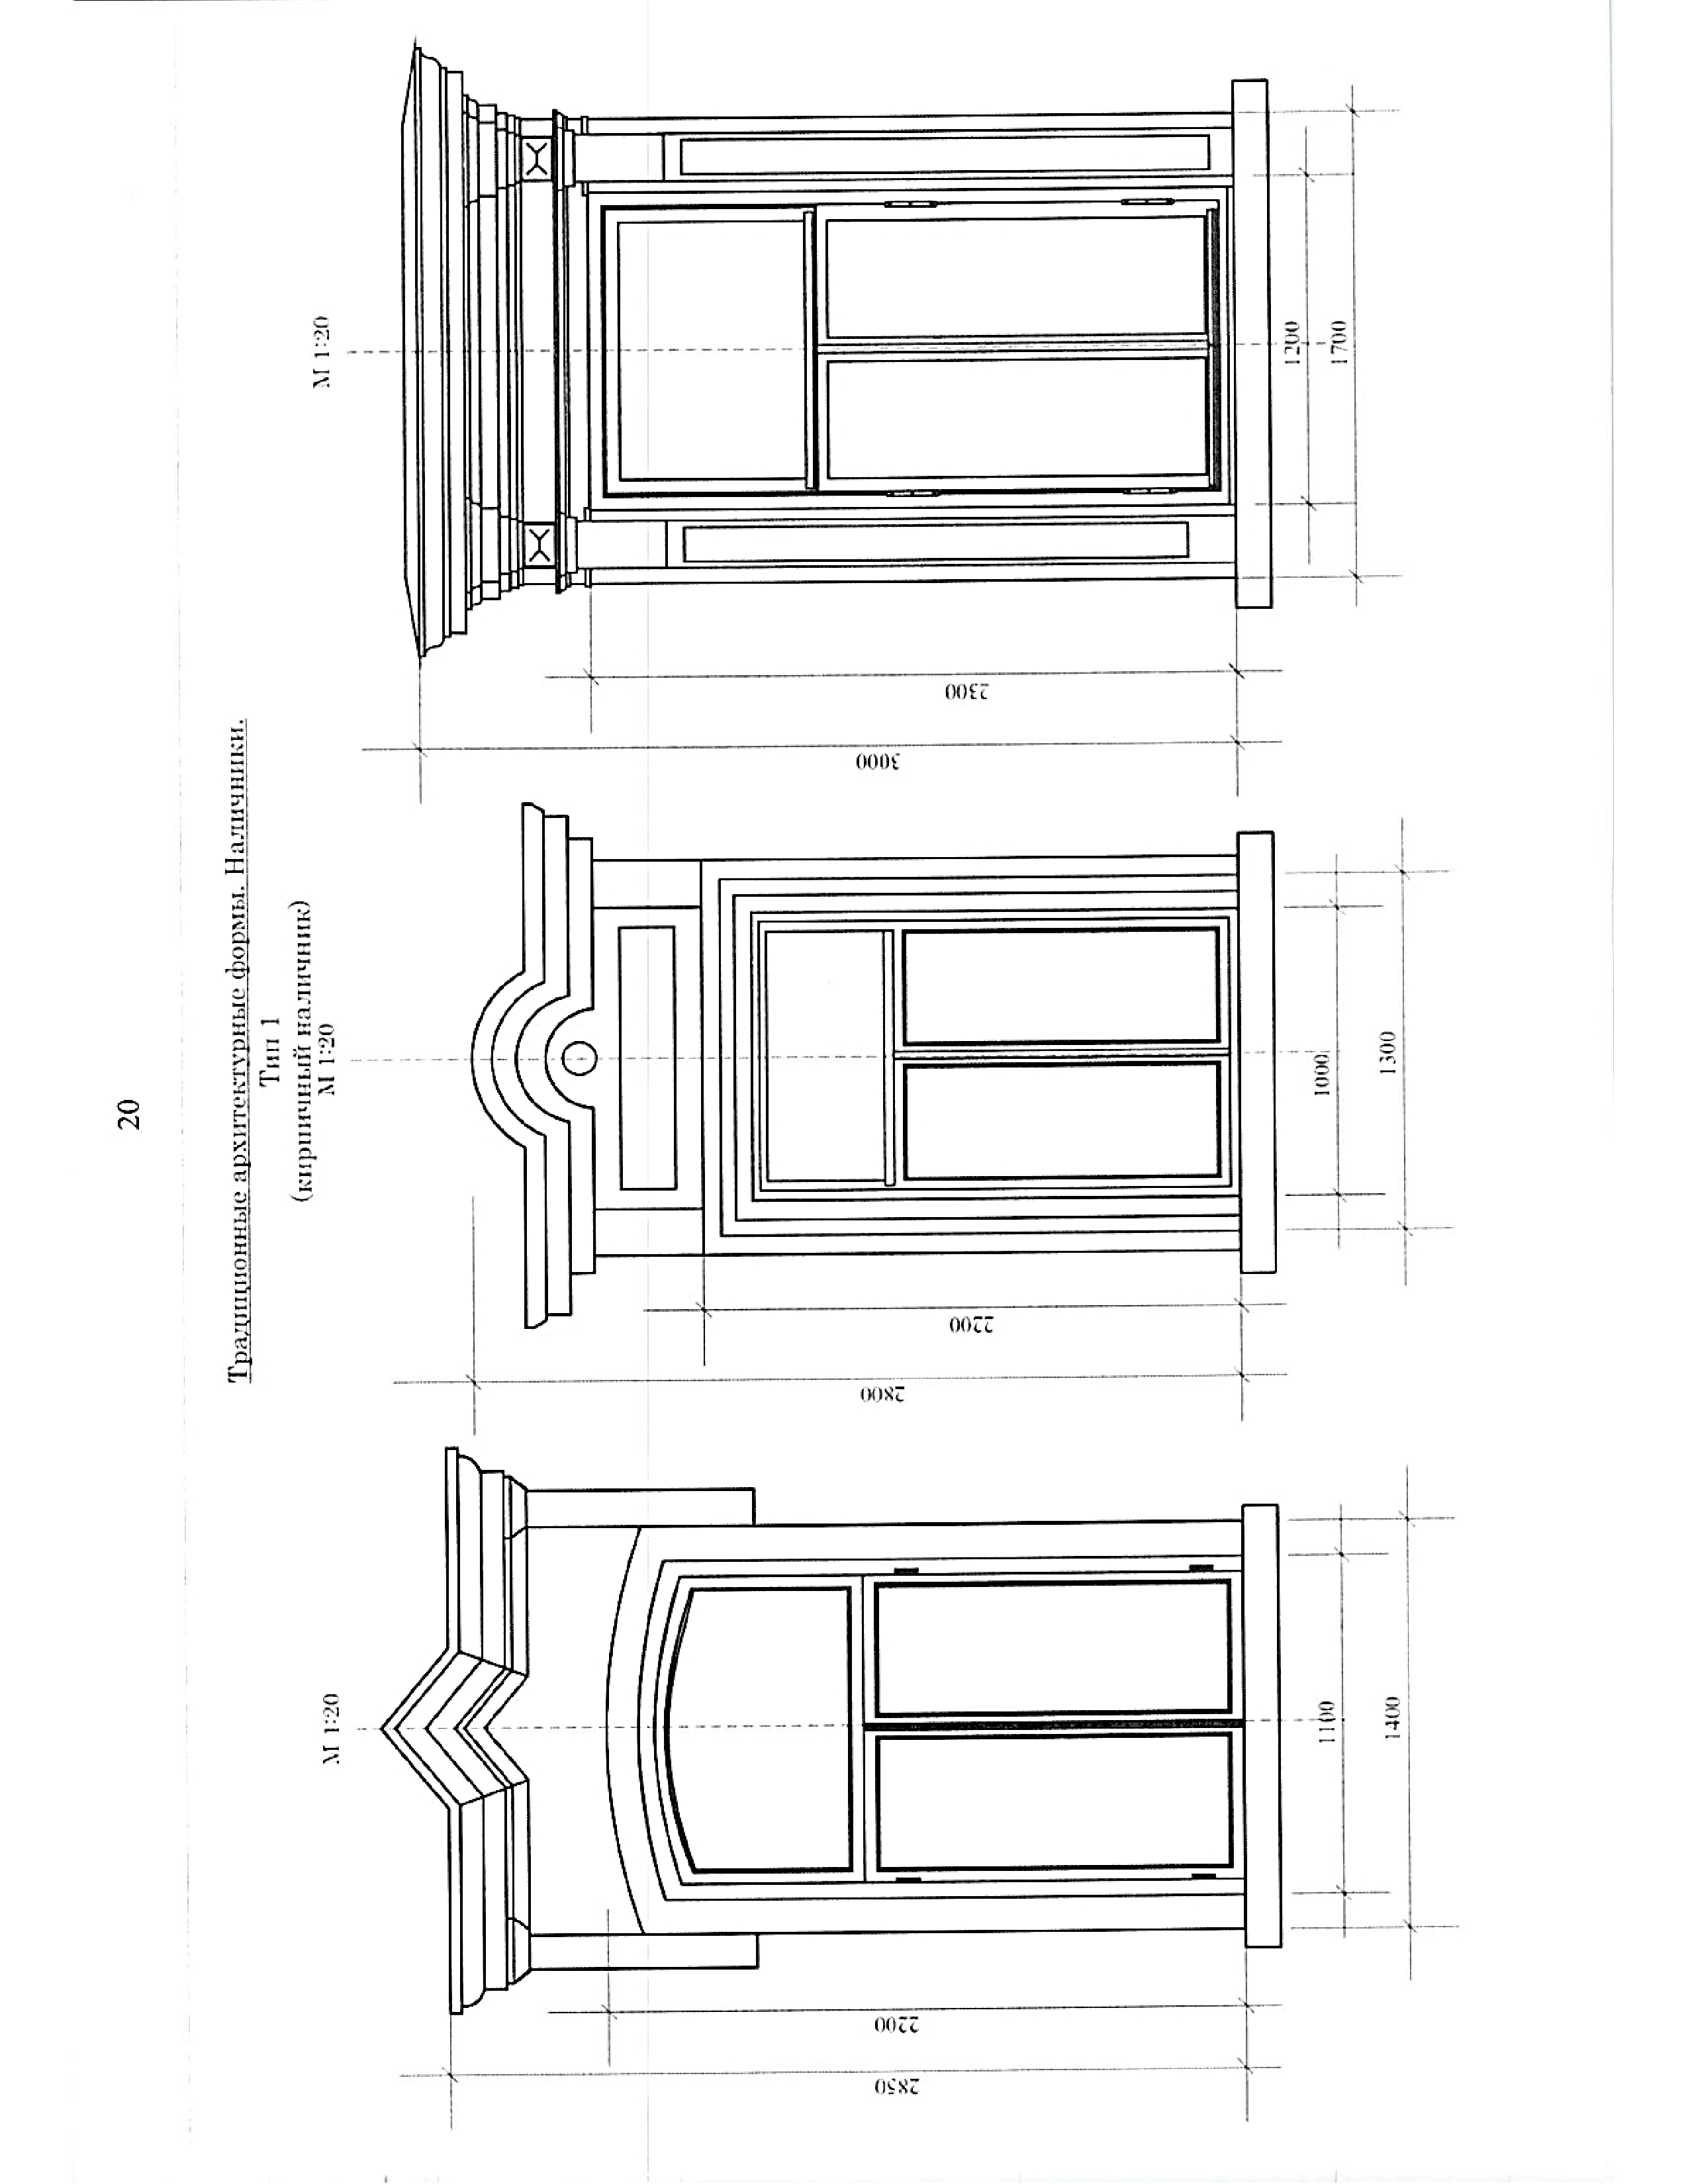 20
Традиционные архитектурные формы. Наличники.
Тип 1
(кирпичный наличник)
М 1:20
М 1:20
М 1:20
2850
2200
1100
1400
2800
2200
1000
1300
3000
2300
1200
1700